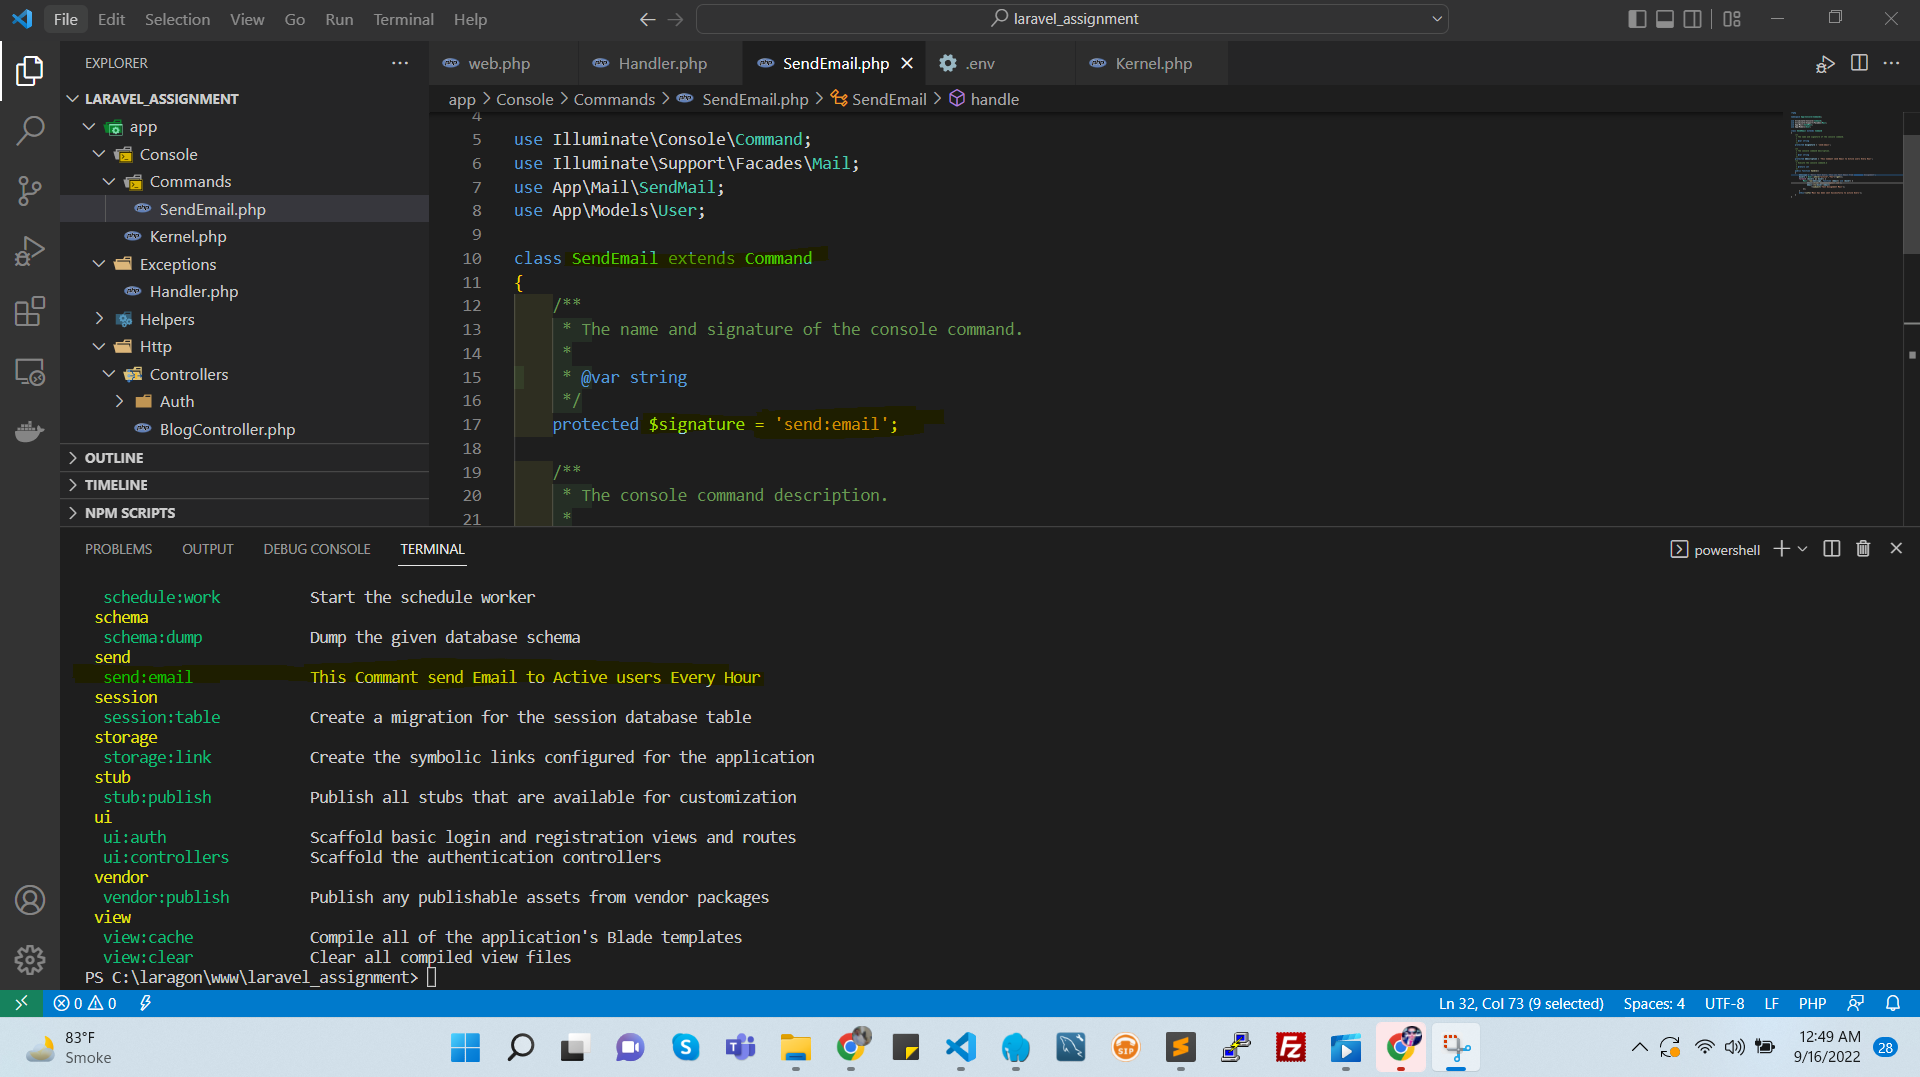 File Edit Selection View Go Run Terminal Help
laravel_assignment
EXPLORER
LARAVEL_ASSIGNMENT
app
Console
Commands
SendEmail.php
Kernel.php
Exceptions
Handler.php
Helpers
Http
Controllers
Auth
BlogController.php
OUTLINE
TIMELINE
NPM SCRIPTS
web.php Handler.php SendEmail.php .env Kernel.php
app > Console > Commands > SendEmail.php > SendEmail > handle
4
5 use Illuminate\Console\Command;
6 use Illuminate\Support\Facades\Mail;
7 use App\Mail\SendMail;
8 use App\Models\User;
9
10 class SendEmail extends Command
11 {
12 /**
13 * The name and signature of the console command.
14 *
15 * @var string
16 */
17 protected $signature = 'send:email';
18
19 /**
20 * The console command description.
21 *
PROBLEMS OUTPUT DEBUG CONSOLE TERMINAL
powershell
schedule:work Start the schedule worker
schema
schema:dump Dump the given database schema
send
send:email This Commant send Email to Active users Every Hour
session
session:table Create a migration for the session database table
storage
storage:link Create the symbolic links configured for the application
stub
stub:publish Publish all stubs that are available for customization
ui
ui:auth Scaffold basic login and registration views and routes
ui:controllers Scaffold the authentication controllers
vendor
vendor:publish Publish any publishable assets from vendor packages
view
view:cache Compile all of the application's Blade templates
view:clear Clear all compiled view files
PS C:\laragon\www\laravel_assignment>
0 0 Ln 32, Col 73 (9 selected) Spaces: 4 UTF-8 LF PHP
83°F
Smoke
12:49 AM
9/16/2022
28